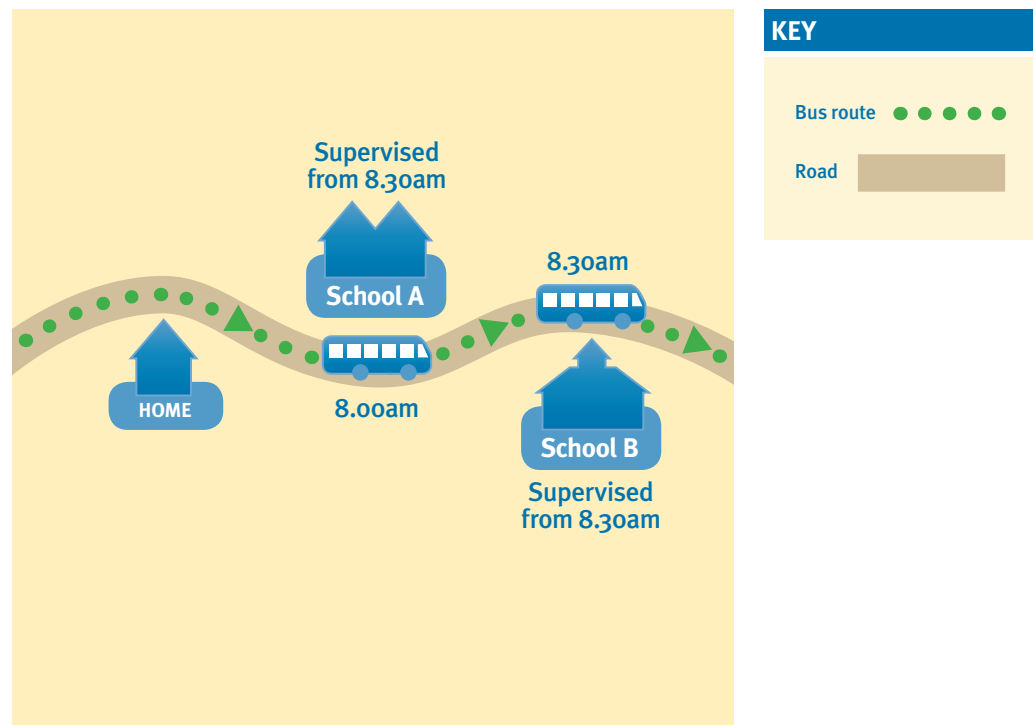 KEY
Bus route
Road
Supervised
from 8.30am
School A
8.30am
HOME
8.00am
School B
Supervised
from 8.30am